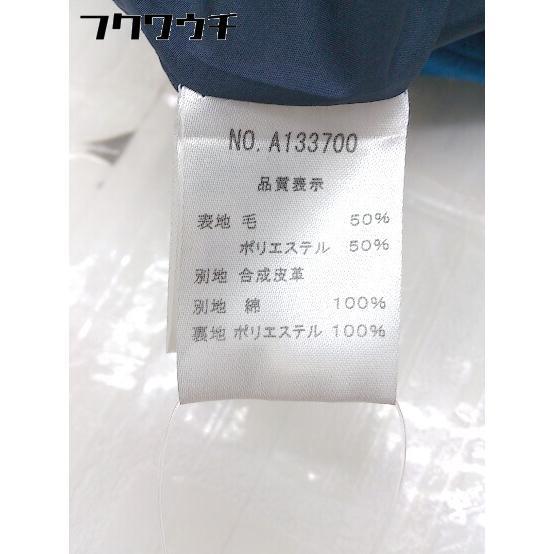 フクワウチ
NO. A133700
品質表示
表地 毛 50%
ポリエステル 50%
別地 合成皮革
別地 綿 100%
裏地 ポリエステル 100%